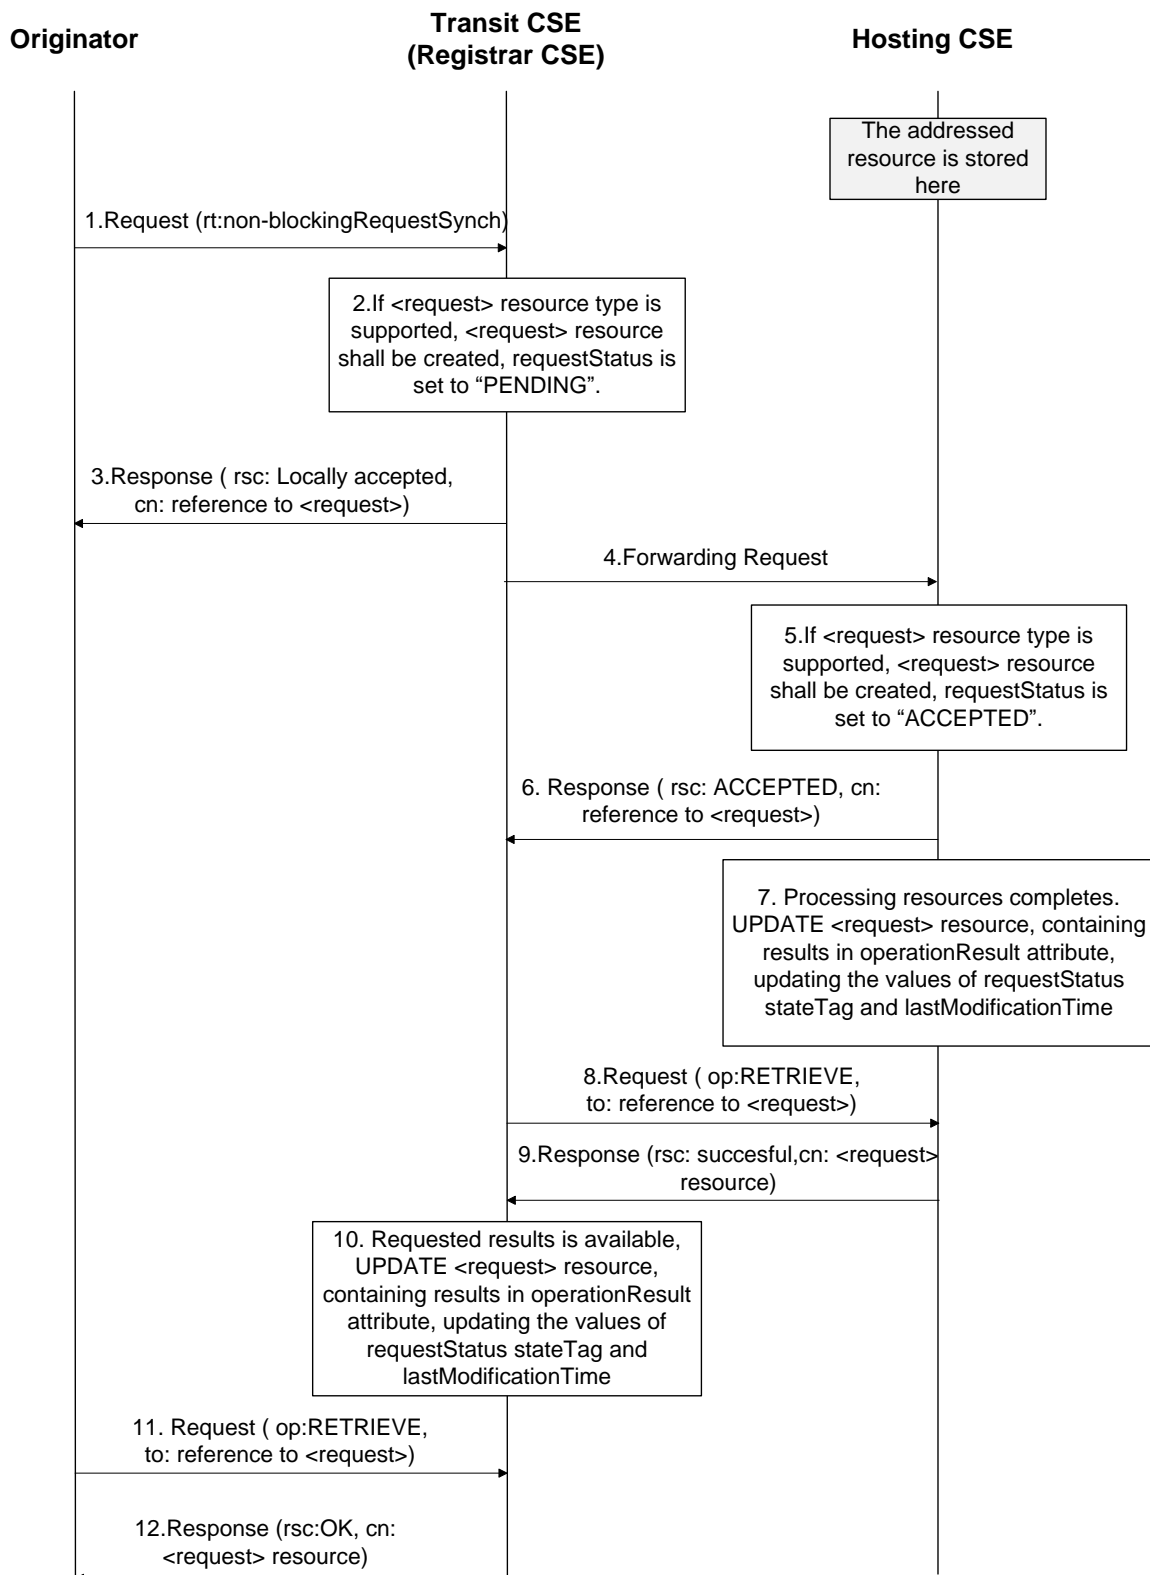 Originator
Transit CSE
(Registrar CSE)
Hosting CSE
The addressed
resource is stored
here
1.Request (rt:non-blockingRequestSynch)
2.If <request> resource type is
supported, <request> resource
shall be created, requestStatus is
set to “PENDING”.
3.Response ( rsc: Locally accepted,
cn: reference to <request>)
4.Forwarding Request
5.If <request> resource type is
supported, <request> resource
shall be created, requestStatus is
set to “ACCEPTED”.
6. Response ( rsc: ACCEPTED, cn:
reference to <request>)
7. Processing resources completes.
UPDATE <request> resource, containing
results in operationResult attribute,
updating the values of requestStatus
stateTag and lastModificationTime
8.Request ( op:RETRIEVE,
to: reference to <request>)
9.Response (rsc: succesful,cn: <request>
resource)
10. Requested results is available,
UPDATE <request> resource,
containing results in operationResult
attribute, updating the values of
requestStatus stateTag and
lastModificationTime
11. Request ( op:RETRIEVE,
to: reference to <request>)
12.Response (rsc:OK, cn:
<request> resource)